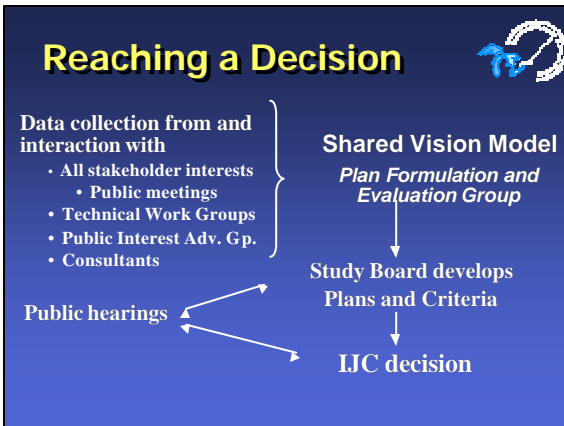 Reaching a Decision
Data collection from and
interaction with
• All stakeholder interests
• Public meetings
• Technical Work Groups
• Public Interest Adv. Gp.
• Consultants
Shared Vision Model
Plan Formulation and
Evaluation Group
Study Board develops
Plans and Criteria
Public hearings
IJC decision